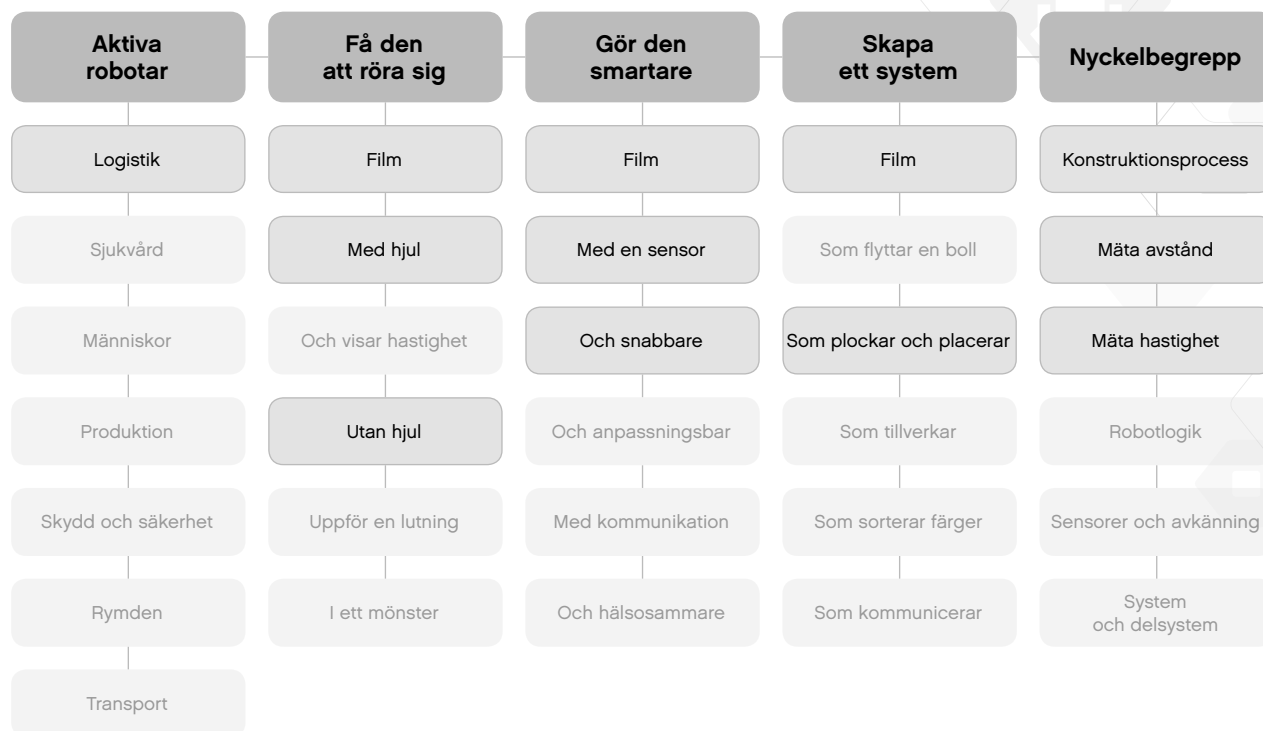 Aktiva
robotar
Få den
att röra sig
Gör den
smartare
Skapa
ett system
Nyckelbegrepp
Logistik
Film
Film
Film
Konstruktionsprocess
Sjukvård
Med hjul
Med en sensor
Som flyttar en boll
Mäta avstånd
Människor
Och visar hastighet
Och snabbare
Som plockar och placerar
Mäta hastighet
Produktion
Utan hjul
Och anpassningsbar
Som tillverkar
Robotlogik
Skydd och säkerhet
Uppför en lutning
Med kommunikation
Som sorterar färger
Sensorer och avkänning
Rymden
I ett mönster
Och hälsosammare
Som kommunicerar
System
och delsystem
Transport